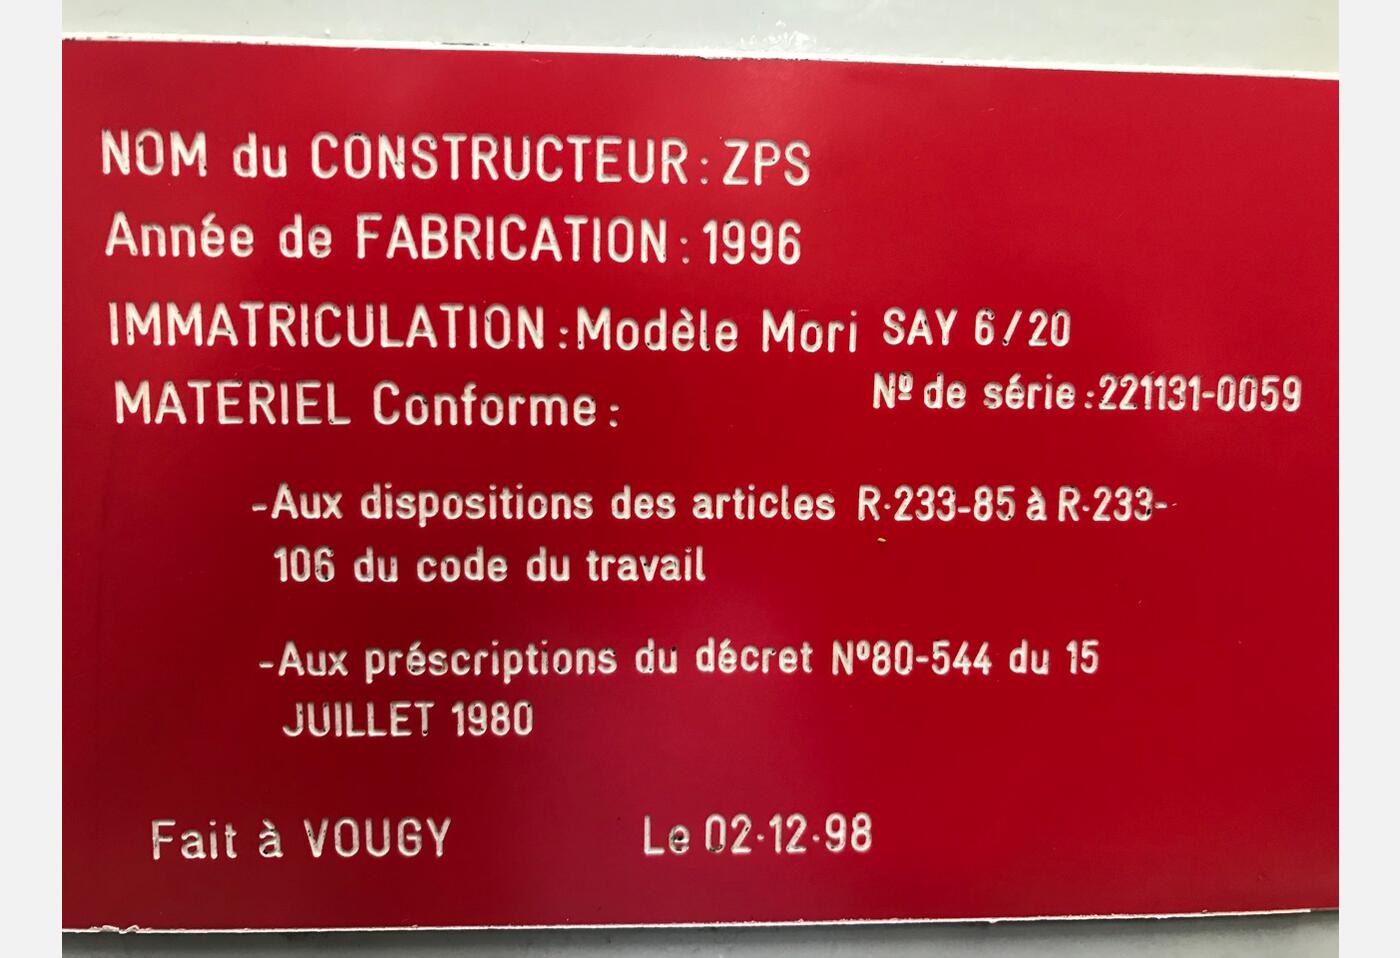 NOM du CONSTRUCTEUR : ZPS
Année de FABRICATION : 1996
IMMATRICULATION : Modèle Mori SAY 6/20
MATERIEL Conforme : Nº de série : 221131-0059
-Aux dispositions des articles R·233-85 à R·233-
106 du code du travail
-Aux préscriptions du décret Nº80-544 du 15
JUILLET 1980
Fait à VOUGY Le 02·12·98